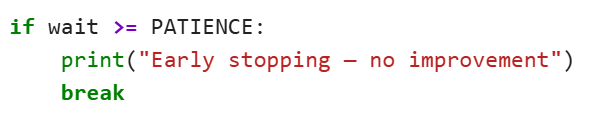 if wait >= PATIENCE:
    print("Early stopping — no improvement")
    break